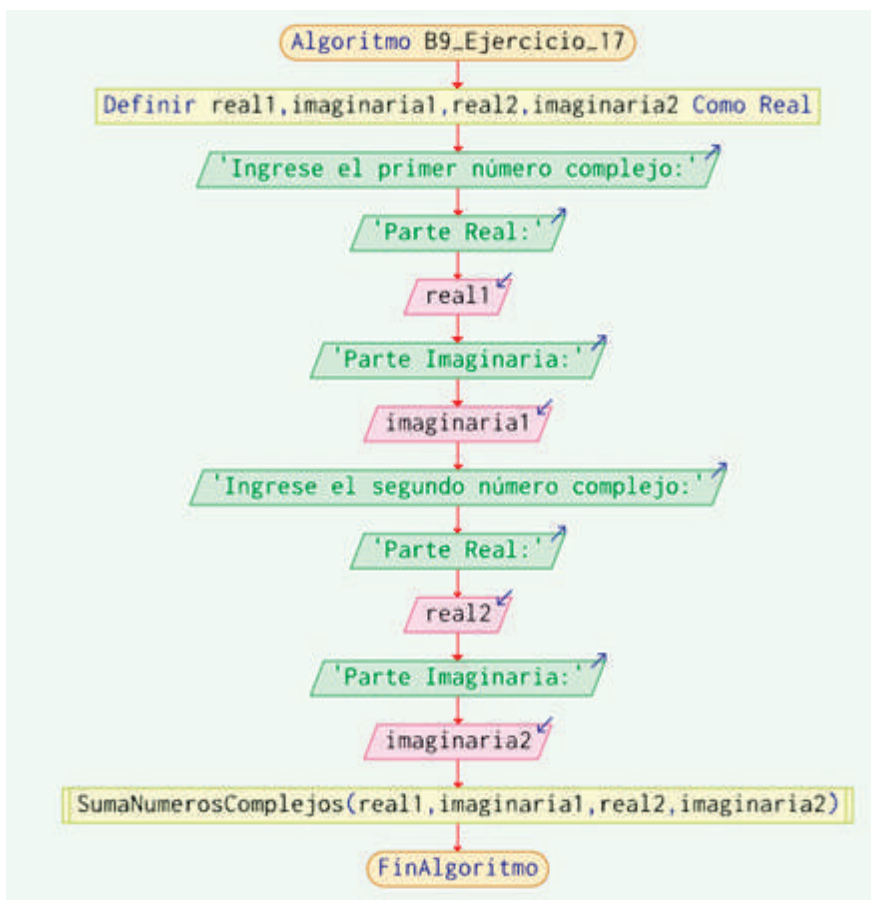 Algoritmo B9_Ejercicio_17
Definir real1,imaginaria1,real2,imaginaria2 Como Real
'Ingrese el primer número complejo:'
'Parte Real:'
real1
'Parte Imaginaria:'
imaginaria1
'Ingrese el segundo número complejo:'
'Parte Real:'
real2
'Parte Imaginaria:'
imaginaria2
SumaNumerosComplejos(real1,imaginaria1,real2,imaginaria2)
FinAlgoritmo